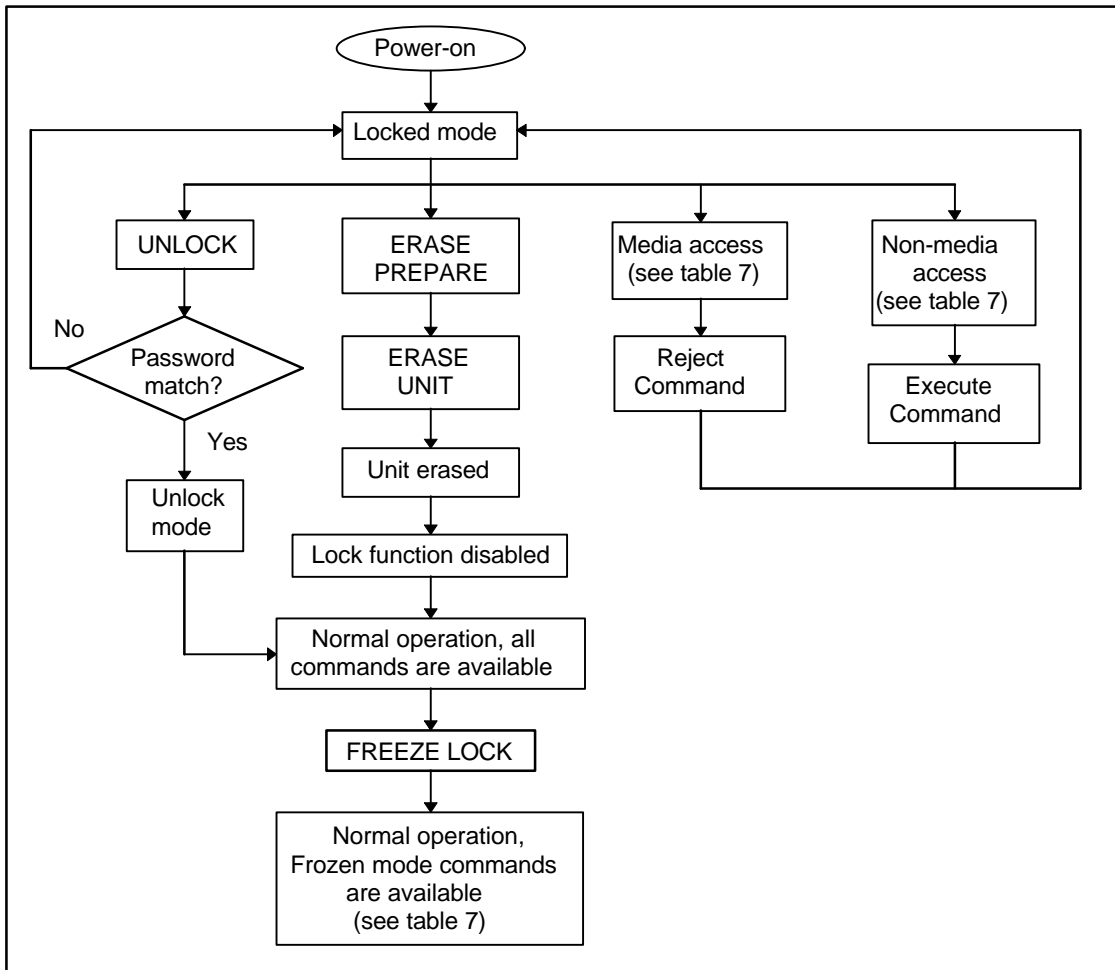 Power-on
Locked mode
UNLOCK
ERASE
PREPARE
Media access
(see table 7)
Non-media
access
(see table 7)
No
Password
match?
ERASE
UNIT
Reject
Command
Execute
Command
Yes
Unit erased
Unlock
mode
Lock function disabled
Normal operation, all
commands are available
FREEZE LOCK
Normal operation,
Frozen mode commands
are available
(see table 7)